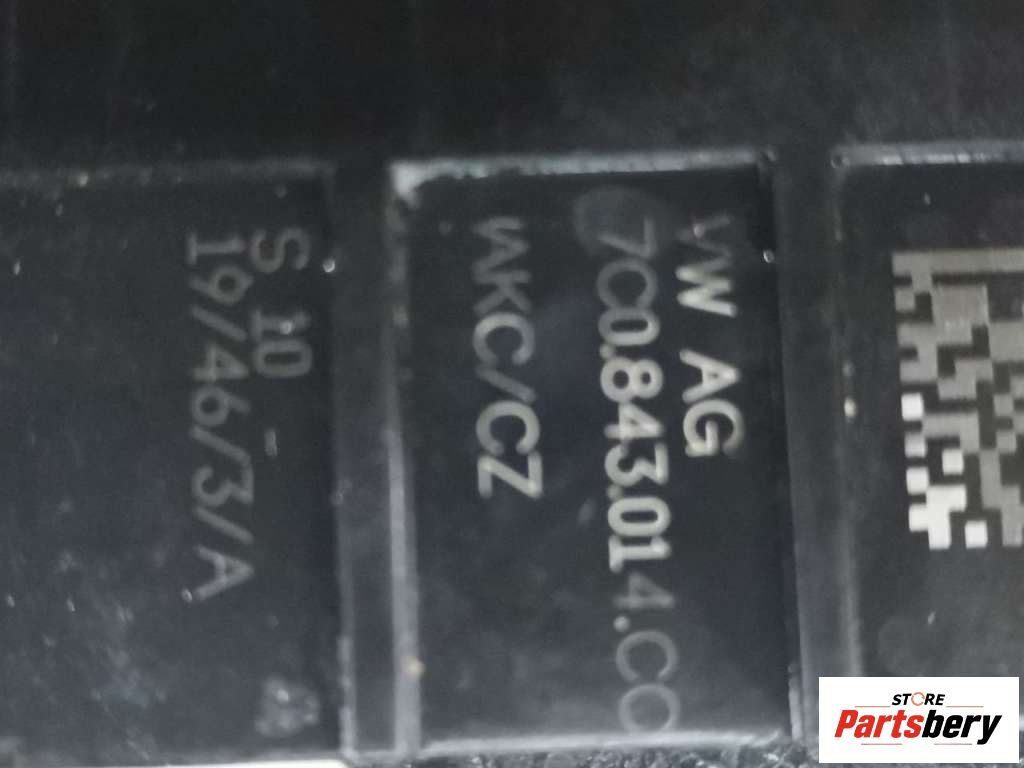 VW AG
7C0.843.014.CO
WKC/CZ
S 10 -
19/46/3/A
STORE
Partsbery